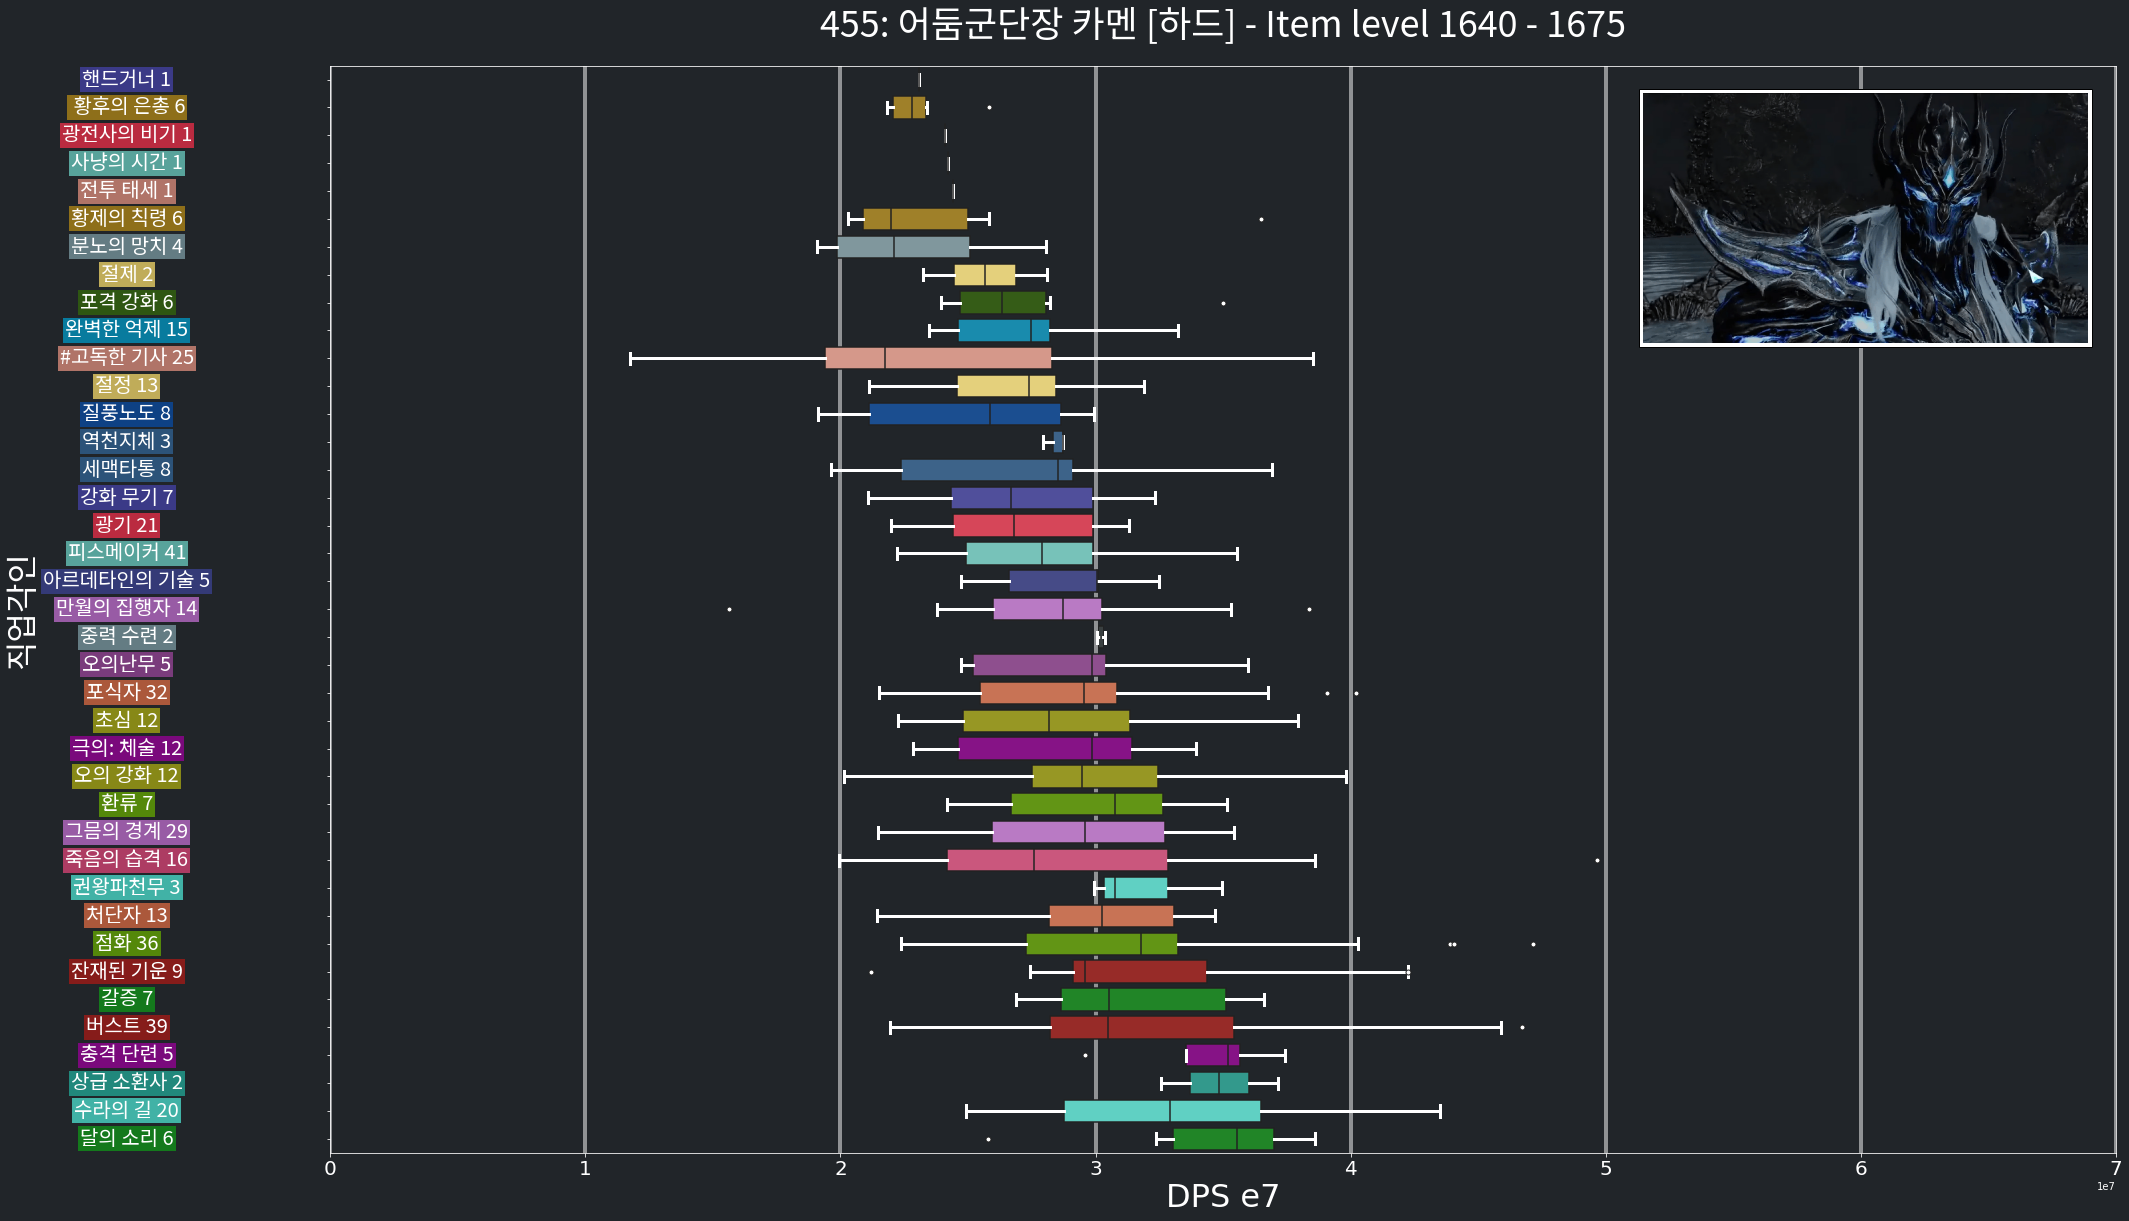 455: 어둠군단장 카멘 [하드] - Item level 1640 - 1675
직업각인
핸드거너 1
황후의 은총 6
광전사의 비기 1
사냥의 시간 1
전투 태세 1
황제의 칙령 6
분노의 망치 4
절제 2
포격 강화 6
완벽한 억제 15
#고독한 기사 25
절정 13
질풍노도 8
역천지체 3
세맥타통 8
강화 무기 7
광기 21
피스메이커 41
아르데타인의 기술 5
만월의 집행자 14
중력 수련 2
오의난무 5
포식자 32
초심 12
극의: 체술 12
오의 강화 12
환류 7
그믐의 경계 29
죽음의 습격 16
권왕파천무 3
처단자 13
점화 36
잔재된 기운 9
갈증 7
버스트 39
충격 단련 5
상급 소환사 2
수라의 길 20
달의 소리 6
0 1 2 3 4 5 6 7
1e7
DPS e7